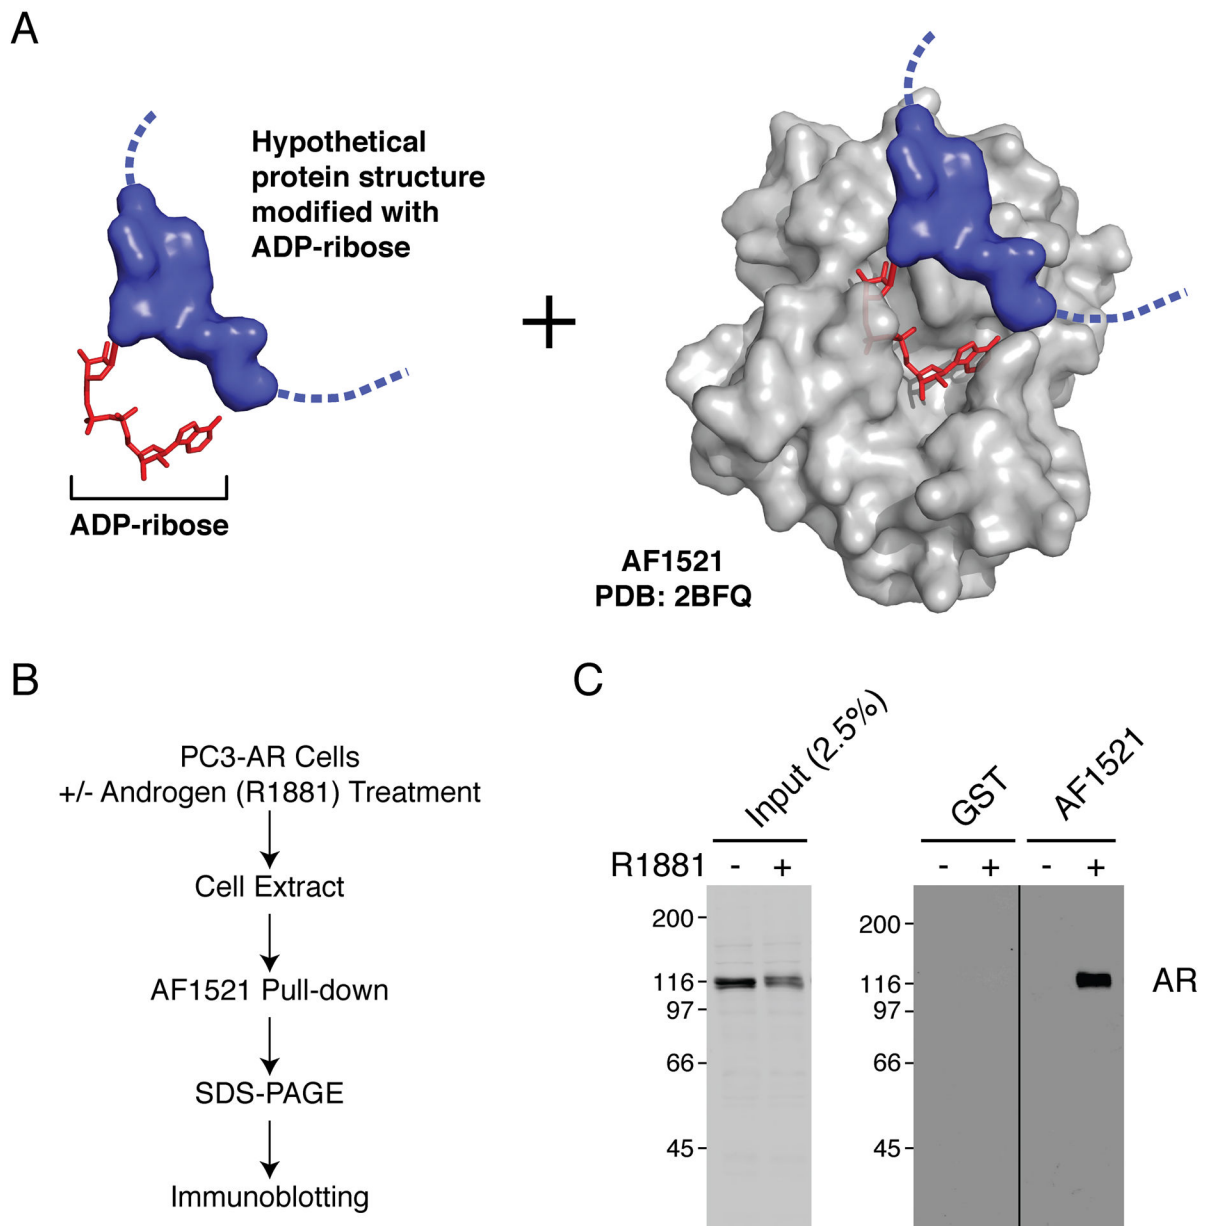 A
Hypothetical
protein structure
modified with
ADP-ribose
+
ADP-ribose
AF1521
PDB: 2BFQ
B
PC3-AR Cells
+/- Androgen (R1881) Treatment
Cell Extract
AF1521 Pull-down
SDS-PAGE
Immunoblotting
C
Input (2.5%)
GST
AF1521
R1881 - + - + - +
200
116
97
66
45
200
116
97
66
45
AR